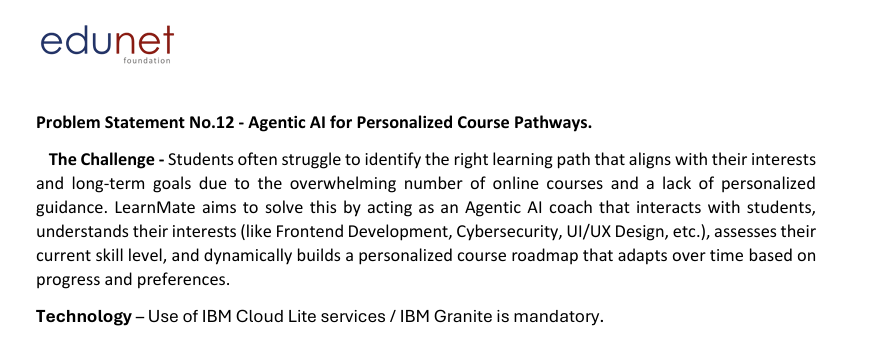 edunet
foundation
Problem Statement No.12 - Agentic AI for Personalized Course Pathways.
The Challenge - Students often struggle to identify the right learning path that aligns with their interests
and long-term goals due to the overwhelming number of online courses and a lack of personalized
guidance. LearnMate aims to solve this by acting as an Agentic AI coach that interacts with students,
understands their interests (like Frontend Development, Cybersecurity, UI/UX Design, etc.), assesses their
current skill level, and dynamically builds a personalized course roadmap that adapts over time based on
progress and preferences.
Technology – Use of IBM Cloud Lite services / IBM Granite is mandatory.